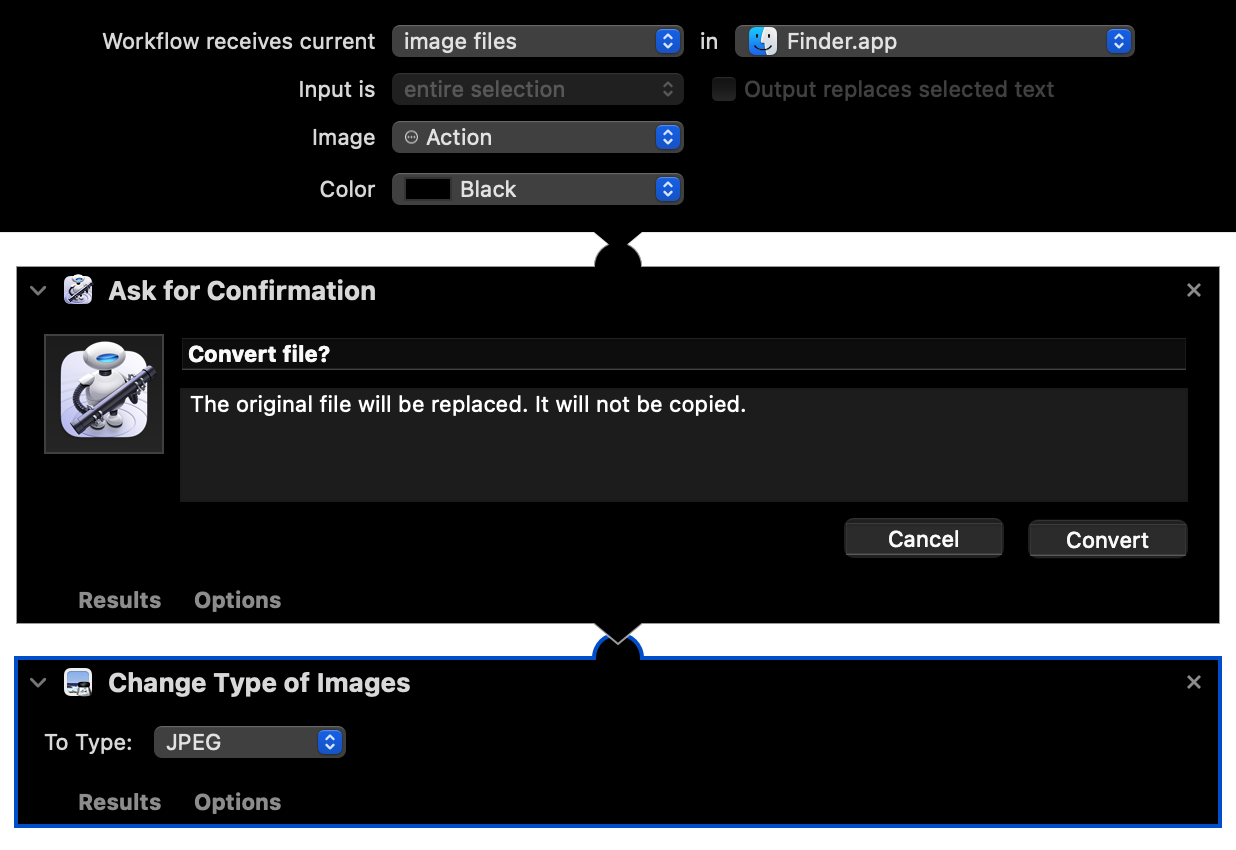 Workflow receives current image files in Finder.app
Input is entire selection Output replaces selected text
Image Action
Color Black
Ask for Confirmation
Convert file?
The original file will be replaced. It will not be copied.
Cancel Convert
Results Options
Change Type of Images
To Type: JPEG
Results Options